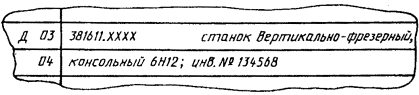 Д 03 381611.XXXX станок Вертикально-фрезерный,
04 консольный 6Н12; инв. № 134568